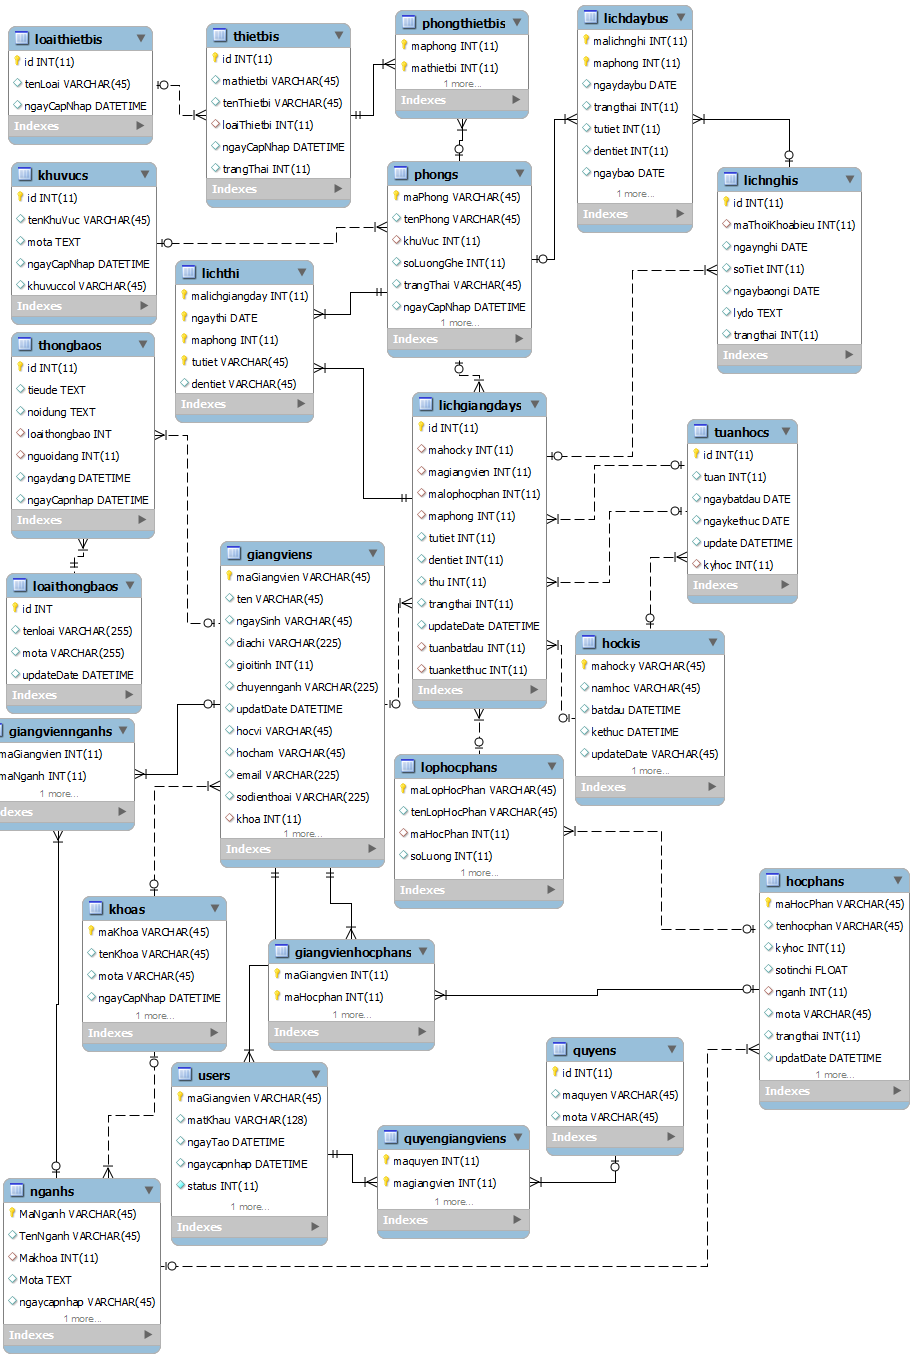 loaithietbis
id INT(11)
tenLoai VARCHAR(45)
ngayCapNhap DATETIME
Indexes
thietbis
id INT(11)
mathietbi VARCHAR(45)
tenThietbi VARCHAR(45)
loaiThietbi INT(11)
ngayCapNhap DATETIME
trangThai INT(11)
Indexes
phongthietbis
maphong INT(11)
mathietbi INT(11)
1 more...
Indexes
lichdaybus
malichnghi INT(11)
maphong INT(11)
ngaydaybu DATE
trangthai INT(11)
tutiet INT(11)
dentiet INT(11)
ngaybao DATE
1 more...
Indexes
khuvucs
id INT(11)
tenKhuVuc VARCHAR(45)
mota TEXT
ngayCapNhap DATETIME
khuvuccol VARCHAR(45)
Indexes
phongs
maPhong VARCHAR(45)
tenPhong VARCHAR(45)
khuVuc INT(11)
soLuongGhe INT(11)
trangThai VARCHAR(45)
ngayCapNhap DATETIME
1 more...
Indexes
lichnghis
id INT(11)
maThoiKhoabieu INT(11)
ngaynghi DATE
soTiet INT(11)
ngaybaongi DATE
lydo TEXT
trangthai INT(11)
Indexes
lichthi
malichgiangday INT(11)
ngaythi DATE
maphong INT(11)
tutiet VARCHAR(45)
dentiet VARCHAR(45)
Indexes
thongbaos
id INT(11)
tieude TEXT
noidung TEXT
loaithongbao INT
nguoidang INT(11)
ngaydang DATETIME
ngayCapnhap DATETIME
Indexes
lichgiangdays
id INT(11)
mahocky INT(11)
magiangvien INT(11)
malophocphan INT(11)
maphong INT(11)
tutiet INT(11)
dentiet INT(11)
thu INT(11)
trangthai INT(11)
updateDate DATETIME
tuanbatdau INT(11)
tuanketthuc INT(11)
Indexes
tuanhocs
id INT(11)
tuan INT(11)
ngaybatdau DATE
ngaykethuc DATE
update DATETIME
kyhoc INT(11)
Indexes
loaithongbaos
id INT
tenloai VARCHAR(255)
mota VARCHAR(255)
updateDate DATETIME
Indexes
giangviens
maGiangvien VARCHAR(45)
ten VARCHAR(45)
ngaySinh VARCHAR(45)
diachi VARCHAR(225)
gioitinh INT(11)
chuyennganh VARCHAR(225)
updatDate DATETIME
hocvi VARCHAR(45)
hocham VARCHAR(45)
email VARCHAR(225)
sodienthoai VARCHAR(225)
khoa INT(11)
1 more...
Indexes
hockis
mahocky VARCHAR(45)
namhoc VARCHAR(45)
batdau DATETIME
kethuc DATETIME
updateDate VARCHAR(45)
1 more...
Indexes
giangviennganhs
maGiangvien INT(11)
maNganh INT(11)
1 more...
Indexes
lophocphans
maLopHocPhan VARCHAR(45)
tenLopHocPhan VARCHAR(45)
maHocPhan INT(11)
soLuong INT(11)
1 more...
Indexes
hocphans
maHocPhan VARCHAR(45)
tenhocphan VARCHAR(45)
kyhoc INT(11)
sotinchi FLOAT
nganh INT(11)
mota VARCHAR(45)
trangthai INT(11)
updatDate DATETIME
1 more...
Indexes
khoas
maKhoa VARCHAR(45)
tenKhoa VARCHAR(45)
mota VARCHAR(45)
ngayCapNhap DATETIME
1 more...
Indexes
giangvienhocphans
maGiangvien INT(11)
maHocphan INT(11)
1 more...
Indexes
quyens
id INT(11)
maquyen VARCHAR(45)
mota VARCHAR(45)
Indexes
users
maGiangvien VARCHAR(45)
matKhau VARCHAR(128)
ngayTao DATETIME
ngaycapnhap DATETIME
status INT(11)
1 more...
Indexes
quyengiangviens
maquyen INT(11)
magiangvien INT(11)
1 more...
Indexes
nganhs
MaNganh VARCHAR(45)
TenNganh VARCHAR(45)
Makhoa INT(11)
Mota TEXT
ngaycapnhap VARCHAR(45)
1 more...
Indexes